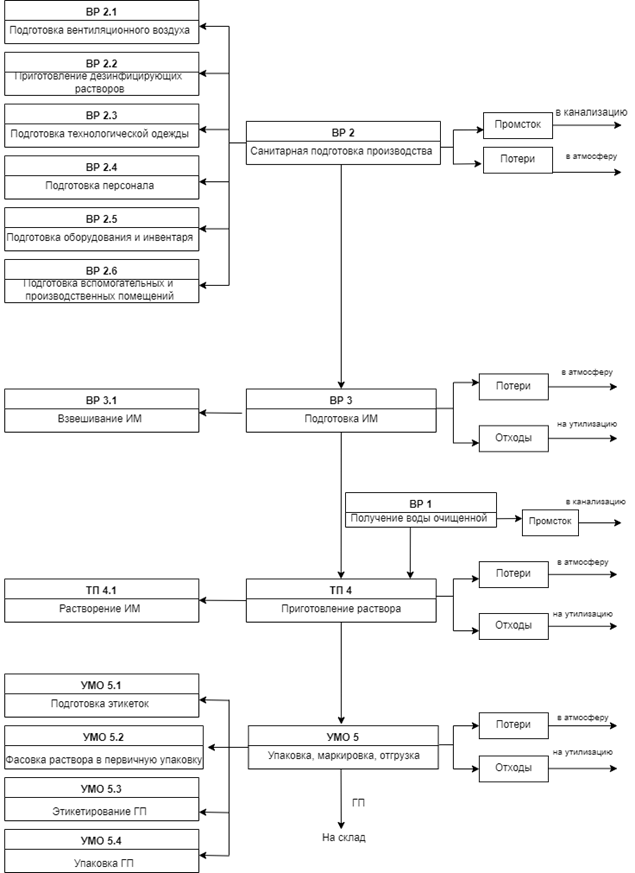 ВР 2.1
Подготовка вентиляционного воздуха
ВР 2.2
Приготовление дезинфицирующих
растворов
ВР 2.3
Подготовка технологической одежды
ВР 2.4
Подготовка персонала
ВР 2.5
Подготовка оборудования и инвентаря
ВР 2.6
Подготовка вспомогательных и
производственных помещений
ВР 2
Санитарная подготовка производства
Промсток
в канализацию
Потери
в атмосферу
ВР 3.1
Взвешивание ИМ
ВР 3
Подготовка ИМ
Потери
в атмосферу
Отходы
на утилизацию
ВР 1
Получение воды очищенной
Промсток
в канализацию
ТП 4.1
Растворение ИМ
ТП 4
Приготовление раствора
Потери
в атмосферу
Отходы
на утилизацию
УМО 5.1
Подготовка этикеток
УМО 5.2
Фасовка раствора в первичную упаковку
УМО 5.3
Этикетирование ГП
УМО 5.4
Упаковка ГП
УМО 5
Упаковка, маркировка, отгрузка
Потери
в атмосферу
Отходы
на утилизацию
ГП
На склад